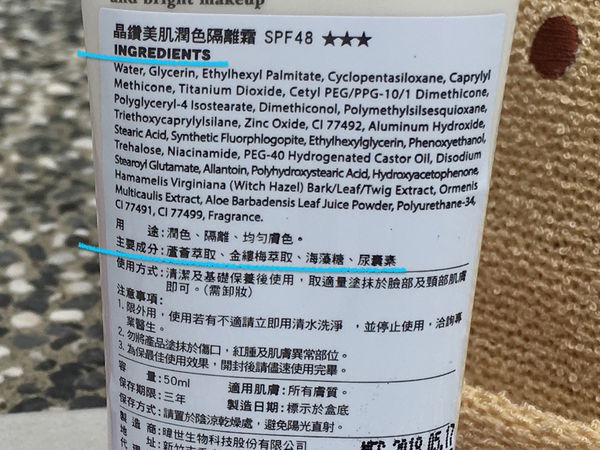 and bright makeup
晶鑽美肌潤色隔離霜 SPF48 ★★★
INGREDIENTS
Water, Glycerin, Ethylhexyl Palmitate, Cyclopentasiloxane, Caprylyl
Methicone, Titanium Dioxide, Cetyl PEG/PPG-10/1 Dimethicone,
Polyglyceryl-4 Isostearate, Dimethiconol, Polymethylsilsesquioxane,
Triethoxycaprylylsilane, Zinc Oxide, CI 77492, Aluminum Hydroxide,
Stearic Acid, Synthetic Fluorphlogopite, Ethylhexylglycerin, Phenoxyethanol,
Trehalose, Niacinamide, PEG-40 Hydrogenated Castor Oil, Disodium
Stearoyl Glutamate, Allantoin, Polyhydroxystearic Acid, Hydroxyacetophenone,
Hamamelis Virginiana (Witch Hazel) Bark/Leaf/Twig Extract, Ormenis
Multicaulis Extract, Aloe Barbadensis Leaf Juice Powder, Polyurethane-34,
CI 77491, CI 77499, Fragrance.
用 途:潤色、隔離、均勻膚色。
主要成分:蘆薈萃取、金縷梅萃取、海藻糖、尿囊素
使用方式:清潔及基礎保養後使用,取適量塗抹於臉部及頸部肌膚
即可。(需卸妝)
注意事項:
1. 限外用,使用若有不適請立即用清水洗淨 ,並停止使用,洽詢專
業醫生。
2. 勿將產品塗抹於傷口,紅腫及肌膚異常部位。
3. 為保最佳使用效果,開封後請儘速使用完畢。
容 量:50ml 適用肌膚:所有膚質。
保存期限:三年 製造日期:標示於盒底
保存方式:請置於陰涼乾燥處,避免陽光直射。
製造商:暐世生物科技股份有限公司
MFG 2018.05.17